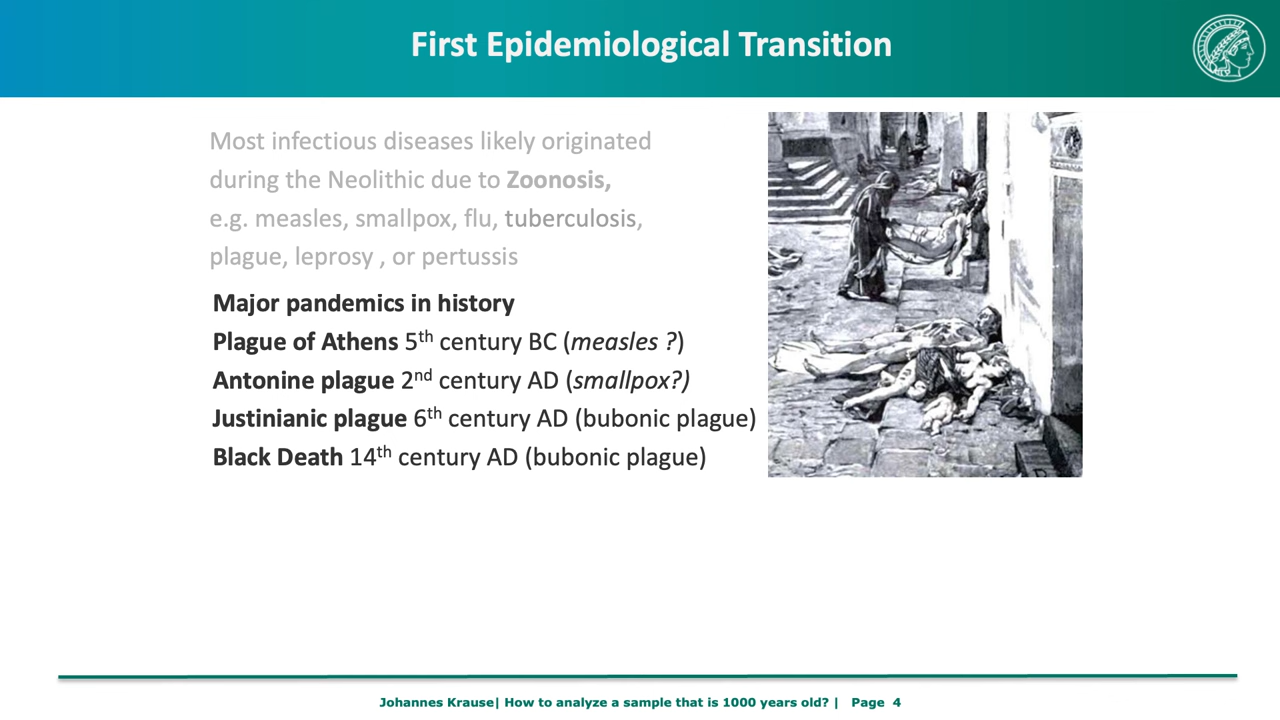 First Epidemiological Transition
Most infectious diseases likely originated
during the Neolithic due to Zoonosis,
e.g. measles, smallpox, flu, tuberculosis,
plague, leprosy , or pertussis
Major pandemics in history
Plague of Athens 5th century BC (measles ?)
Antonine plague 2nd century AD (smallpox?)
Justinianic plague 6th century AD (bubonic plague)
Black Death 14th century AD (bubonic plague)
Johannes Krause| How to analyze a sample that is 1000 years old? | Page 4